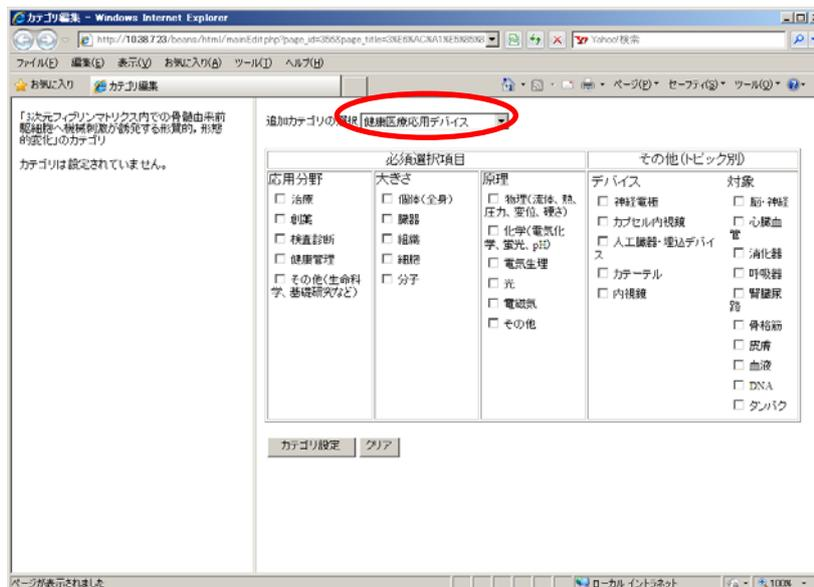 カテゴリ編集 - Windows Internet Explorer
Yahoo!検索
ファイル(F) 編集(E) 表示(V) お気に入り(A) ツール(T) ヘルプ(H)
お気に入り カテゴリ編集 ページ(P) セーフティ(S) ツール(O)
「3次元フィブリンマトリクス内での骨髄由来前
駆細胞へ機械刺激が誘発する形質的，形態
的変化」のカテゴリ
カテゴリは設定されていません。
追加カテゴリの選択 健康医療応用デバイス
必須選択項目 その他(トピック別)
応用分野
治療
創薬
検査診断
健康管理
その他(生命科
学、基礎研究など)
大きさ
個体(全身)
臓器
組織
細胞
分子
原理
物理(流体、熱、
圧力、変位、硬さ)
化学(電気化
学、蛍光、pH)
電気生理
光
電磁気
その他
デバイス
神経電極
カプセル内視鏡
人工臓器・埋込デバイ
ス
カテーテル
内視鏡
対象
脳・神経
心臓血
管
消化器
呼吸器
腎臓尿
路
骨格筋
皮膚
血液
DNA
タンパク
カテゴリ設定 クリア
ページが表示されました ローカル イントラネット 100%